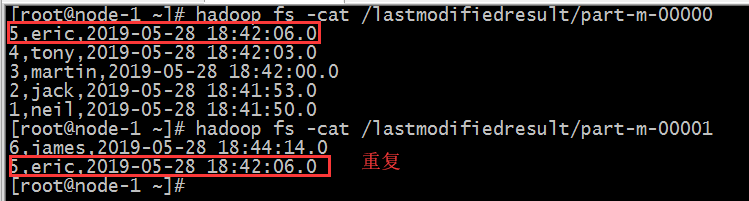 [root@node-1 ~]# hadoop fs -cat /lastmodifiedresult/part-m-00000
5,eric,2019-05-28 18:42:06.0
4,tony,2019-05-28 18:42:03.0
3,martin,2019-05-28 18:42:00.0
2,jack,2019-05-28 18:41:53.0
1,neil,2019-05-28 18:41:50.0
[root@node-1 ~]# hadoop fs -cat /lastmodifiedresult/part-m-00001
6,james,2019-05-28 18:44:14.0
5,eric,2019-05-28 18:42:06.0 重复
[root@node-1 ~]#